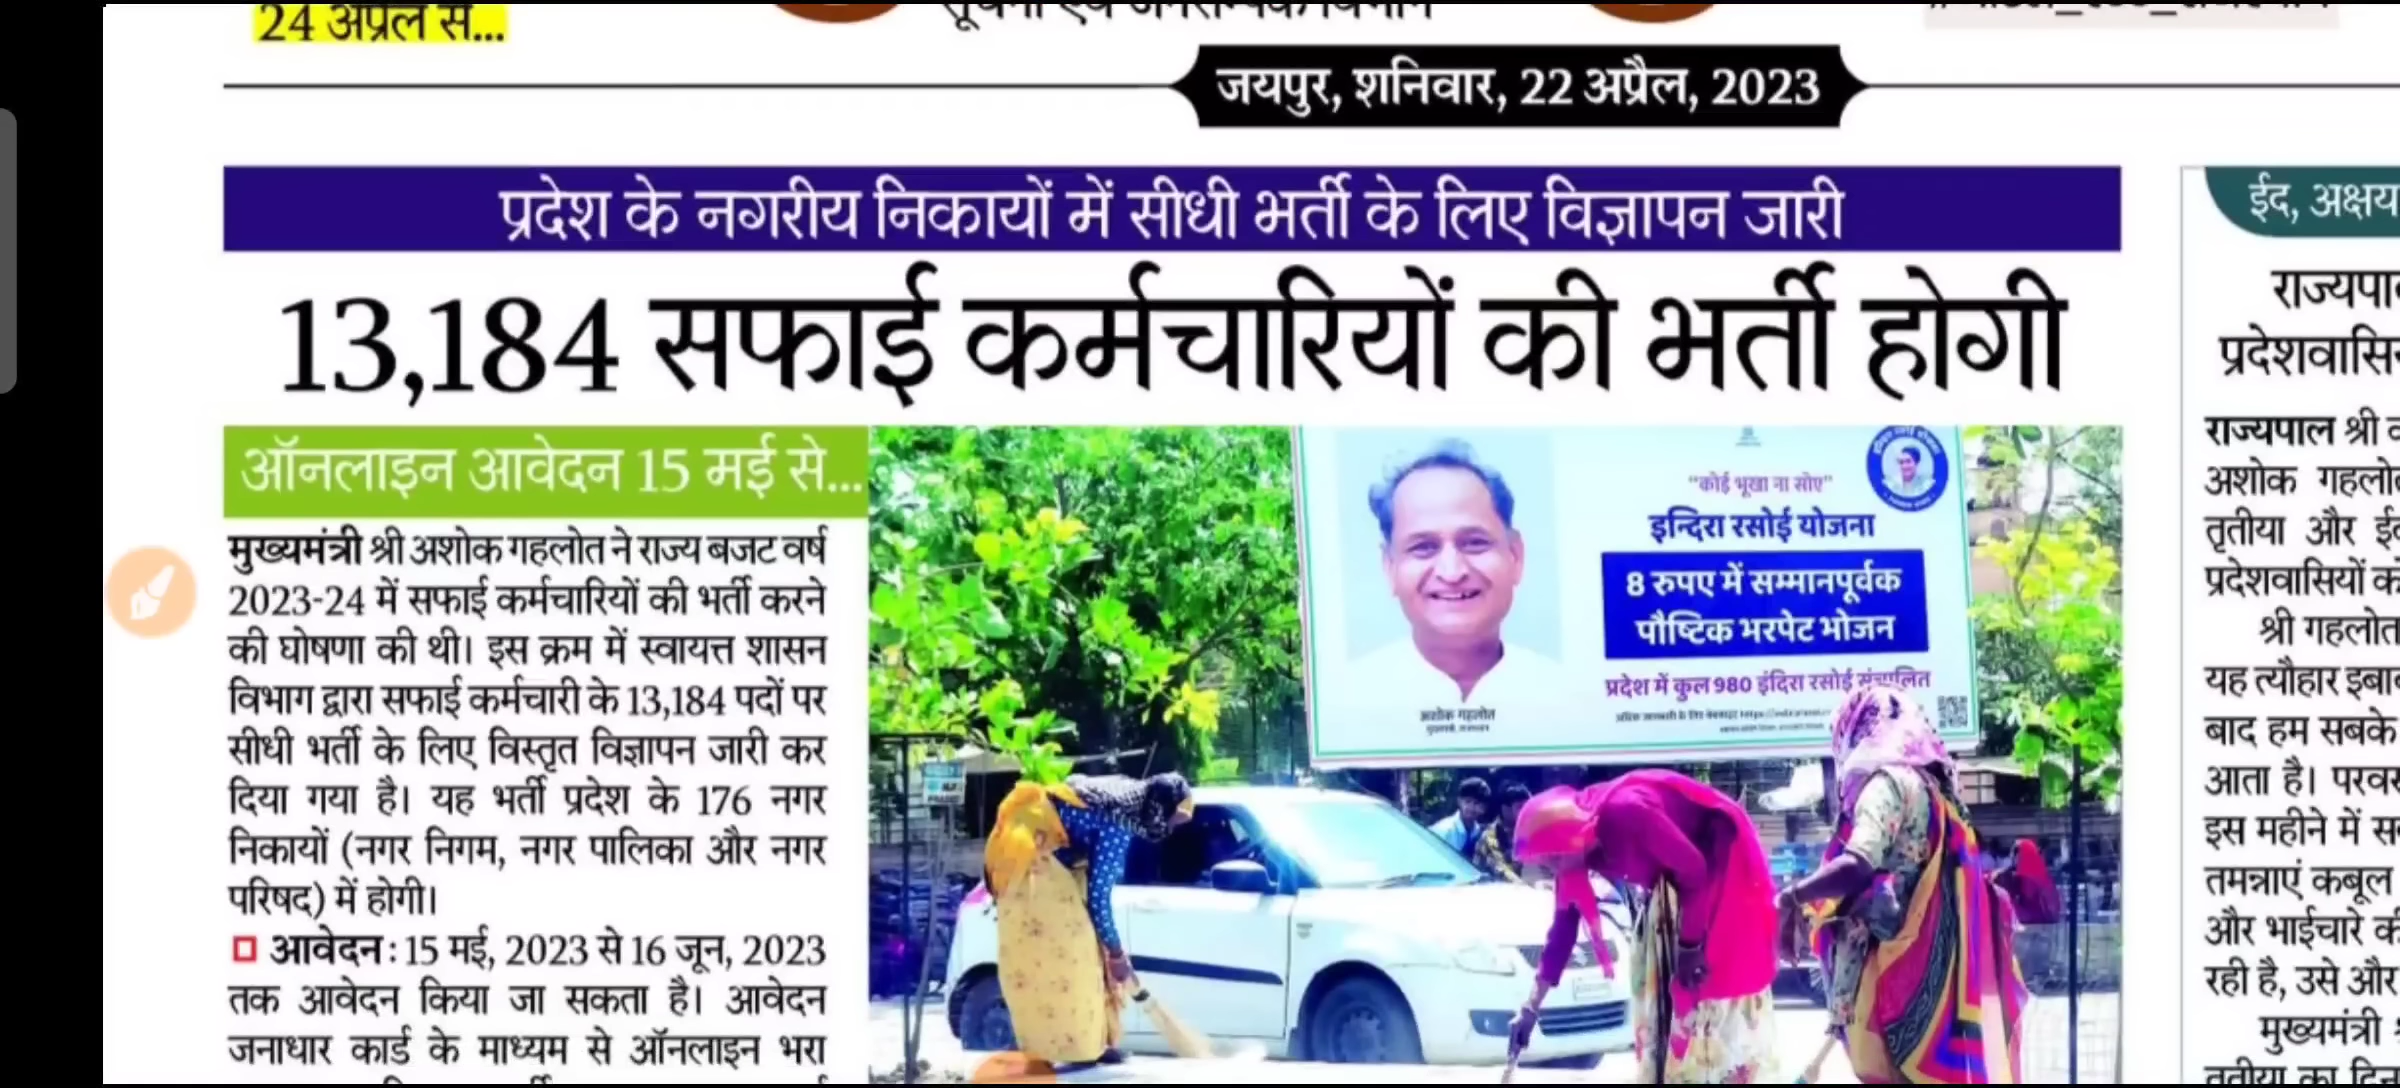 24 अप्रैल से...
जयपुर, शनिवार, 22 अप्रैल, 2023
प्रदेश के नगरीय निकायों में सीधी भर्ती के लिए विज्ञापन जारी
13,184 सफाई कर्मचारियों की भर्ती होगी
ऑनलाइन आवेदन 15 मई से...
मुख्यमंत्री श्री अशोक गहलोत ने राज्य बजट वर्ष
2023-24 में सफाई कर्मचारियों की भर्ती करने
की घोषणा की थी। इस क्रम में स्वायत्त शासन
विभाग द्वारा सफाई कर्मचारी के 13,184 पदों पर
सीधी भर्ती के लिए विस्तृत विज्ञापन जारी कर
दिया गया है। यह भर्ती प्रदेश के 176 नगर
निकायों (नगर निगम, नगर पालिका और नगर
परिषद) में होगी।
आवेदन : 15 मई, 2023 से 16 जून, 2023
तक आवेदन किया जा सकता है। आवेदन
जनाधार कार्ड के माध्यम से ऑनलाइन भरा
"कोई भूखा ना सोए"
इन्दिरा रसोई योजना
8 रुपए में सम्मानपूर्वक
पौष्टिक भरपेट भोजन
प्रदेश में कुल 980 इंदिरा रसोई संचालित
अशोक गहलोत
ईद, अक्षय
प्रदेशवासि
राज्यपाल श्री
अशोक गहलो
तृतीया और
प्रदेशवासियों
श्री गहलोत
यह त्यौहार
बाद हम सबके
आता है।
इस महीने में
तमन्नाएं कबूल
और भाईचारे
रही है, उसे और
मुख्यमंत्री